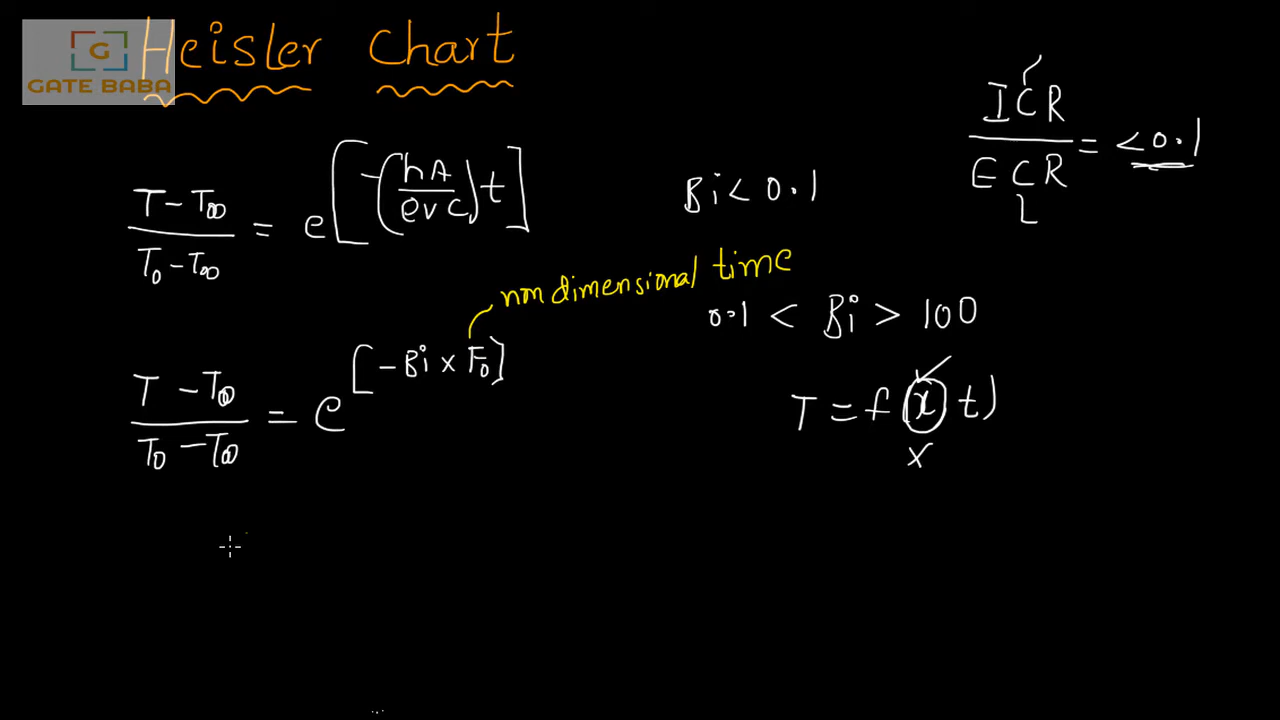 Heisler Chart
G
GATE BABA
ICR / ECR = < 0.1
(T - T∞) / (T0 - T∞) = e[-(hA / ρVC)t]
Bi < 0.1
non dimensional time
0.1 < Bi > 100
(T - T∞) / (T0 - T∞) = e[-Bi × F0]
T = f (x t)
x